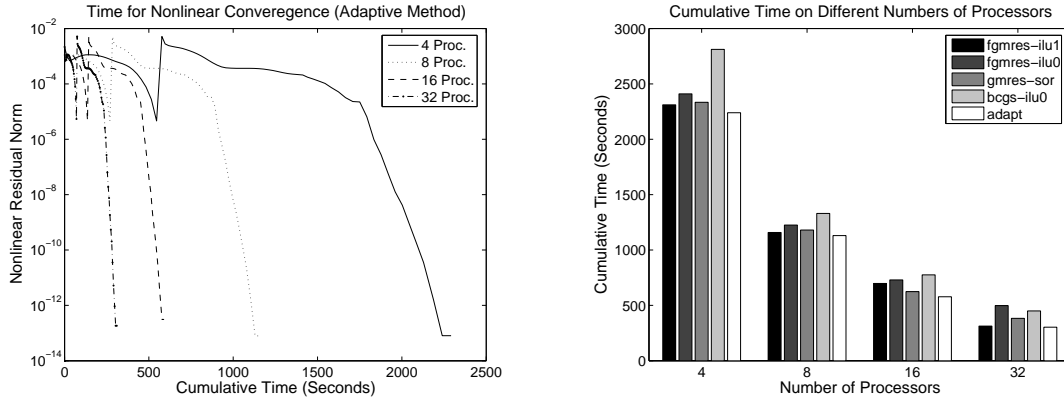 Time for Nonlinear Converegence (Adaptive Method)
10^-2
10^-4
10^-6
10^-8
10^-10
10^-12
10^-14
Nonlinear Residual Norm
0 500 1000 1500 2000 2500
Cumulative Time (Seconds)
4 Proc.
8 Proc.
16 Proc.
32 Proc.
Cumulative Time on Different Numbers of Processors
3000
2500
2000
1500
1000
500
0
Cumulative Time (Seconds)
4 8 16 32
Number of Processors
fgmres-ilu1
fgmres-ilu0
gmres-sor
bcgs-ilu0
adapt